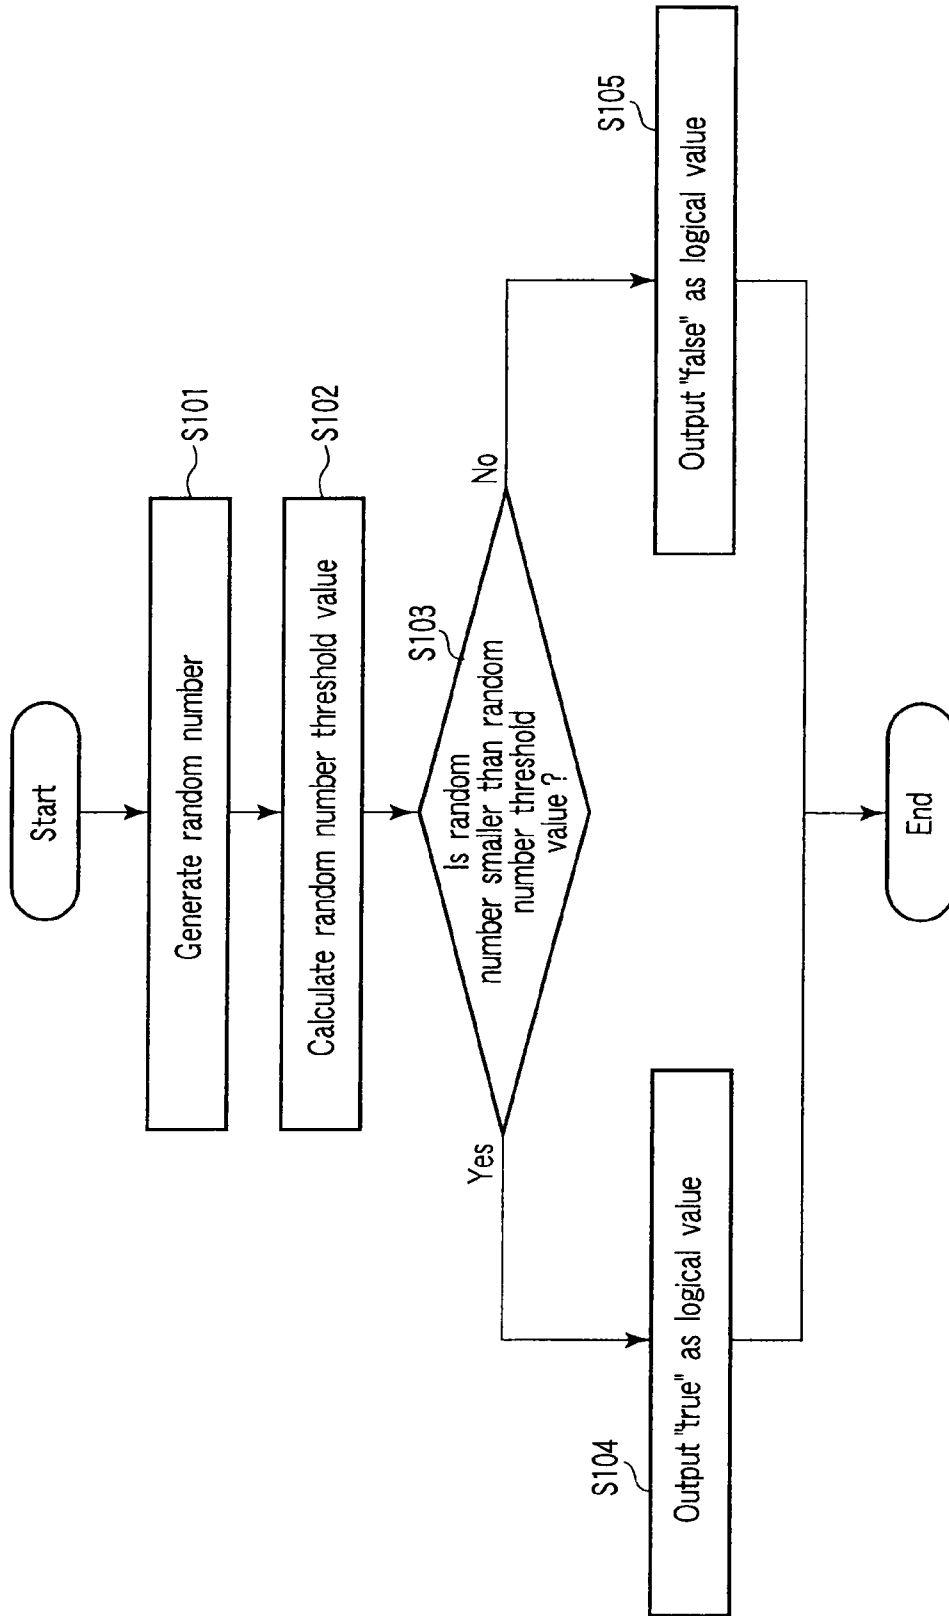 Start
Generate random number
S101
Calculate random number threshold value
S102
S103
Is random
number smaller than random
number threshold
value ?
Yes
No
S104
Output "true" as logical value
S105
Output "false" as logical value
End